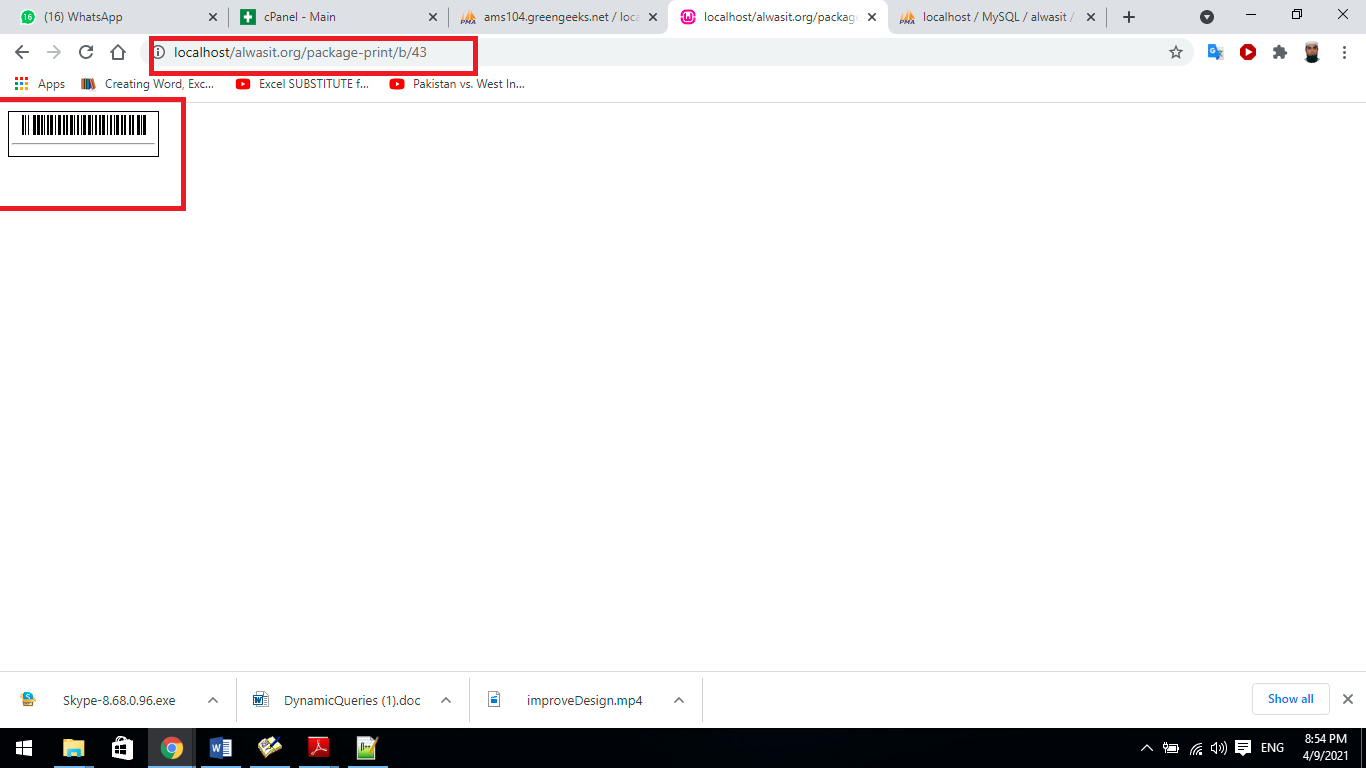 16 (16) WhatsApp
cPanel - Main
PMA ams104.greengeeks.net / loca
localhost/alwasit.org/package
PMA localhost / MySQL / alwasit /
localhost/alwasit.org/package-print/b/43
Apps
Creating Word, Exc...
Excel SUBSTITUTE f...
Pakistan vs. West In...
Skype-8.68.0.96.exe
DynamicQueries (1).doc
improveDesign.mp4
Show all
ENG
8:54 PM
4/9/2021